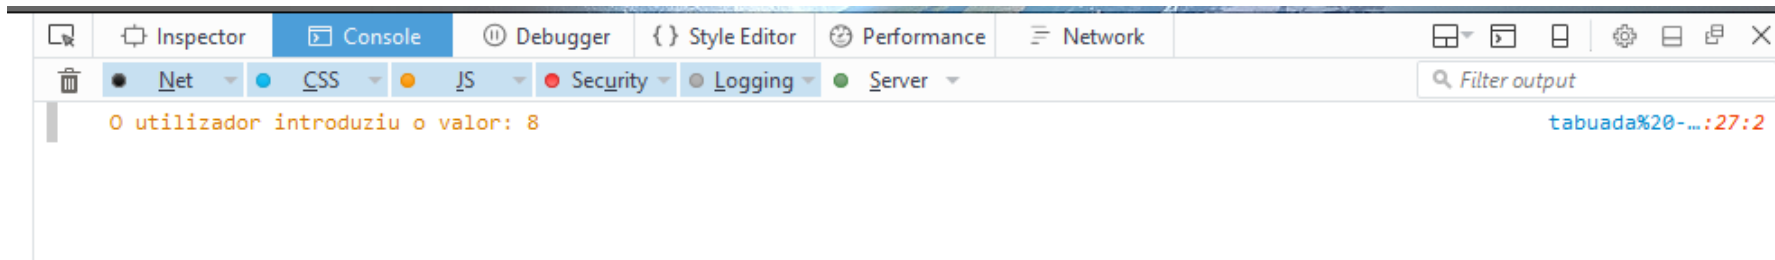 Inspector Console Debugger { } Style Editor Performance Network
Net CSS JS Security Logging Server Filter output
O utilizador introduziu o valor: 8 tabuada%20-…:27:2